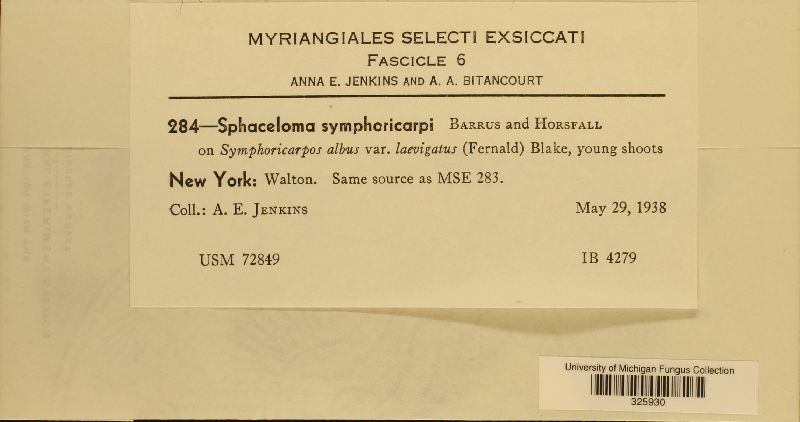 MYRIANGIALES SELECTI EXSICCATI
FASCICLE 6
ANNA E. JENKINS AND A. A. BITANCOURT
284—Sphaceloma symphoricarpi BARRUS and HORSFALL
on Symphoricarpos albus var. laevigatus (Fernald) Blake, young shoots
New York: Walton. Same source as MSE 283.
Coll.: A. E. JENKINS May 29, 1938
USM 72849 IB 4279
University of Michigan Fungus Collection
325930